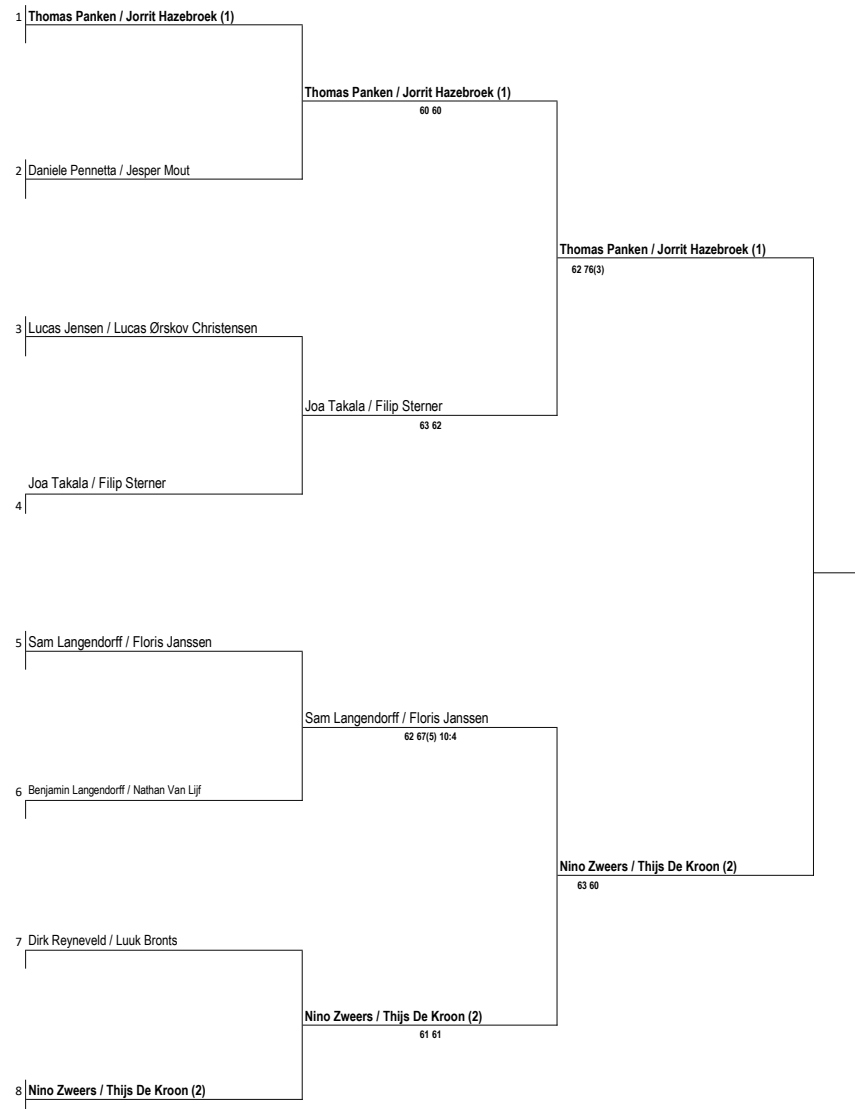 1 Thomas Panken / Jorrit Hazebroek (1)
Thomas Panken / Jorrit Hazebroek (1)
60 60
2 Daniele Pennetta / Jesper Mout
Thomas Panken / Jorrit Hazebroek (1)
62 76(3)
3 Lucas Jensen / Lucas Ørskov Christensen
Joa Takala / Filip Sterner
63 62
Joa Takala / Filip Sterner
4
5 Sam Langendorff / Floris Janssen
Sam Langendorff / Floris Janssen
62 67(5) 10:4
6 Benjamin Langendorff / Nathan Van Lijf
Nino Zweers / Thijs De Kroon (2)
63 60
7 Dirk Reyneveld / Luuk Bronts
Nino Zweers / Thijs De Kroon (2)
61 61
8 Nino Zweers / Thijs De Kroon (2)